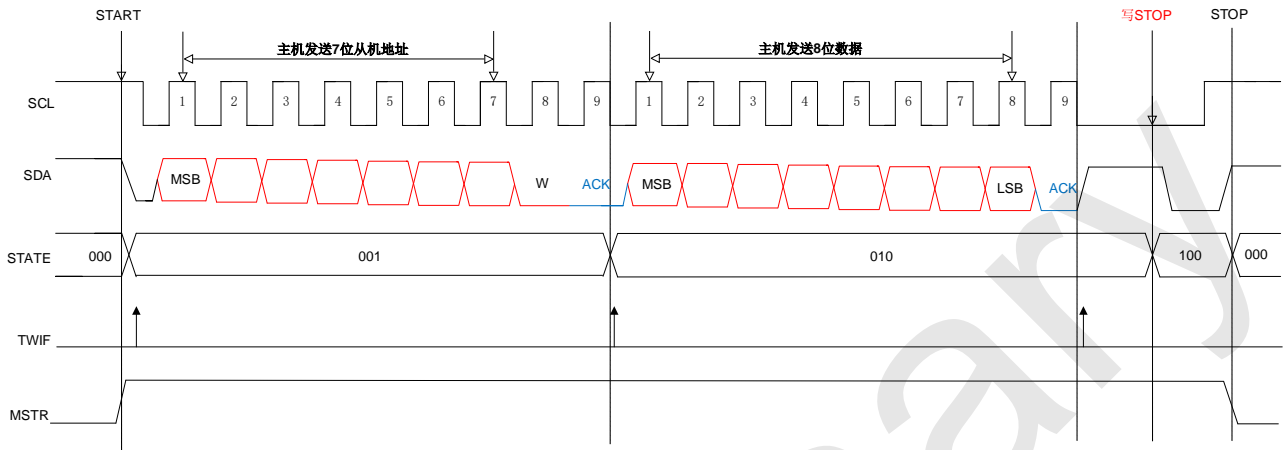 START 写STOP STOP
主机发送7位从机地址 主机发送8位数据
SCL 1 2 3 4 5 6 7 8 9 1 2 3 4 5 6 7 8 9
SDA MSB W ACK MSB LSB ACK
STATE 000 001 010 100 000
TWIF
MSTR